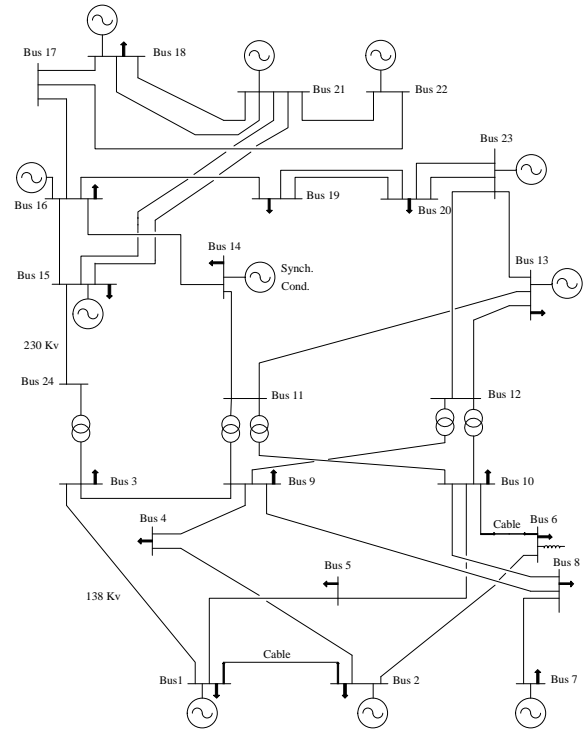 Bus 17
Bus 18
Bus 21
Bus 22
Bus 23
Bus 16
Bus 19
Bus 20
Bus 14
Bus 13
Synch.
Cond.
Bus 15
230 Kv
Bus 24
Bus 11
Bus 12
Bus 3
Bus 9
Bus 10
Bus 4
Cable
Bus 6
Bus 5
Bus 8
138 Kv
Cable
Bus1
Bus 2
Bus 7